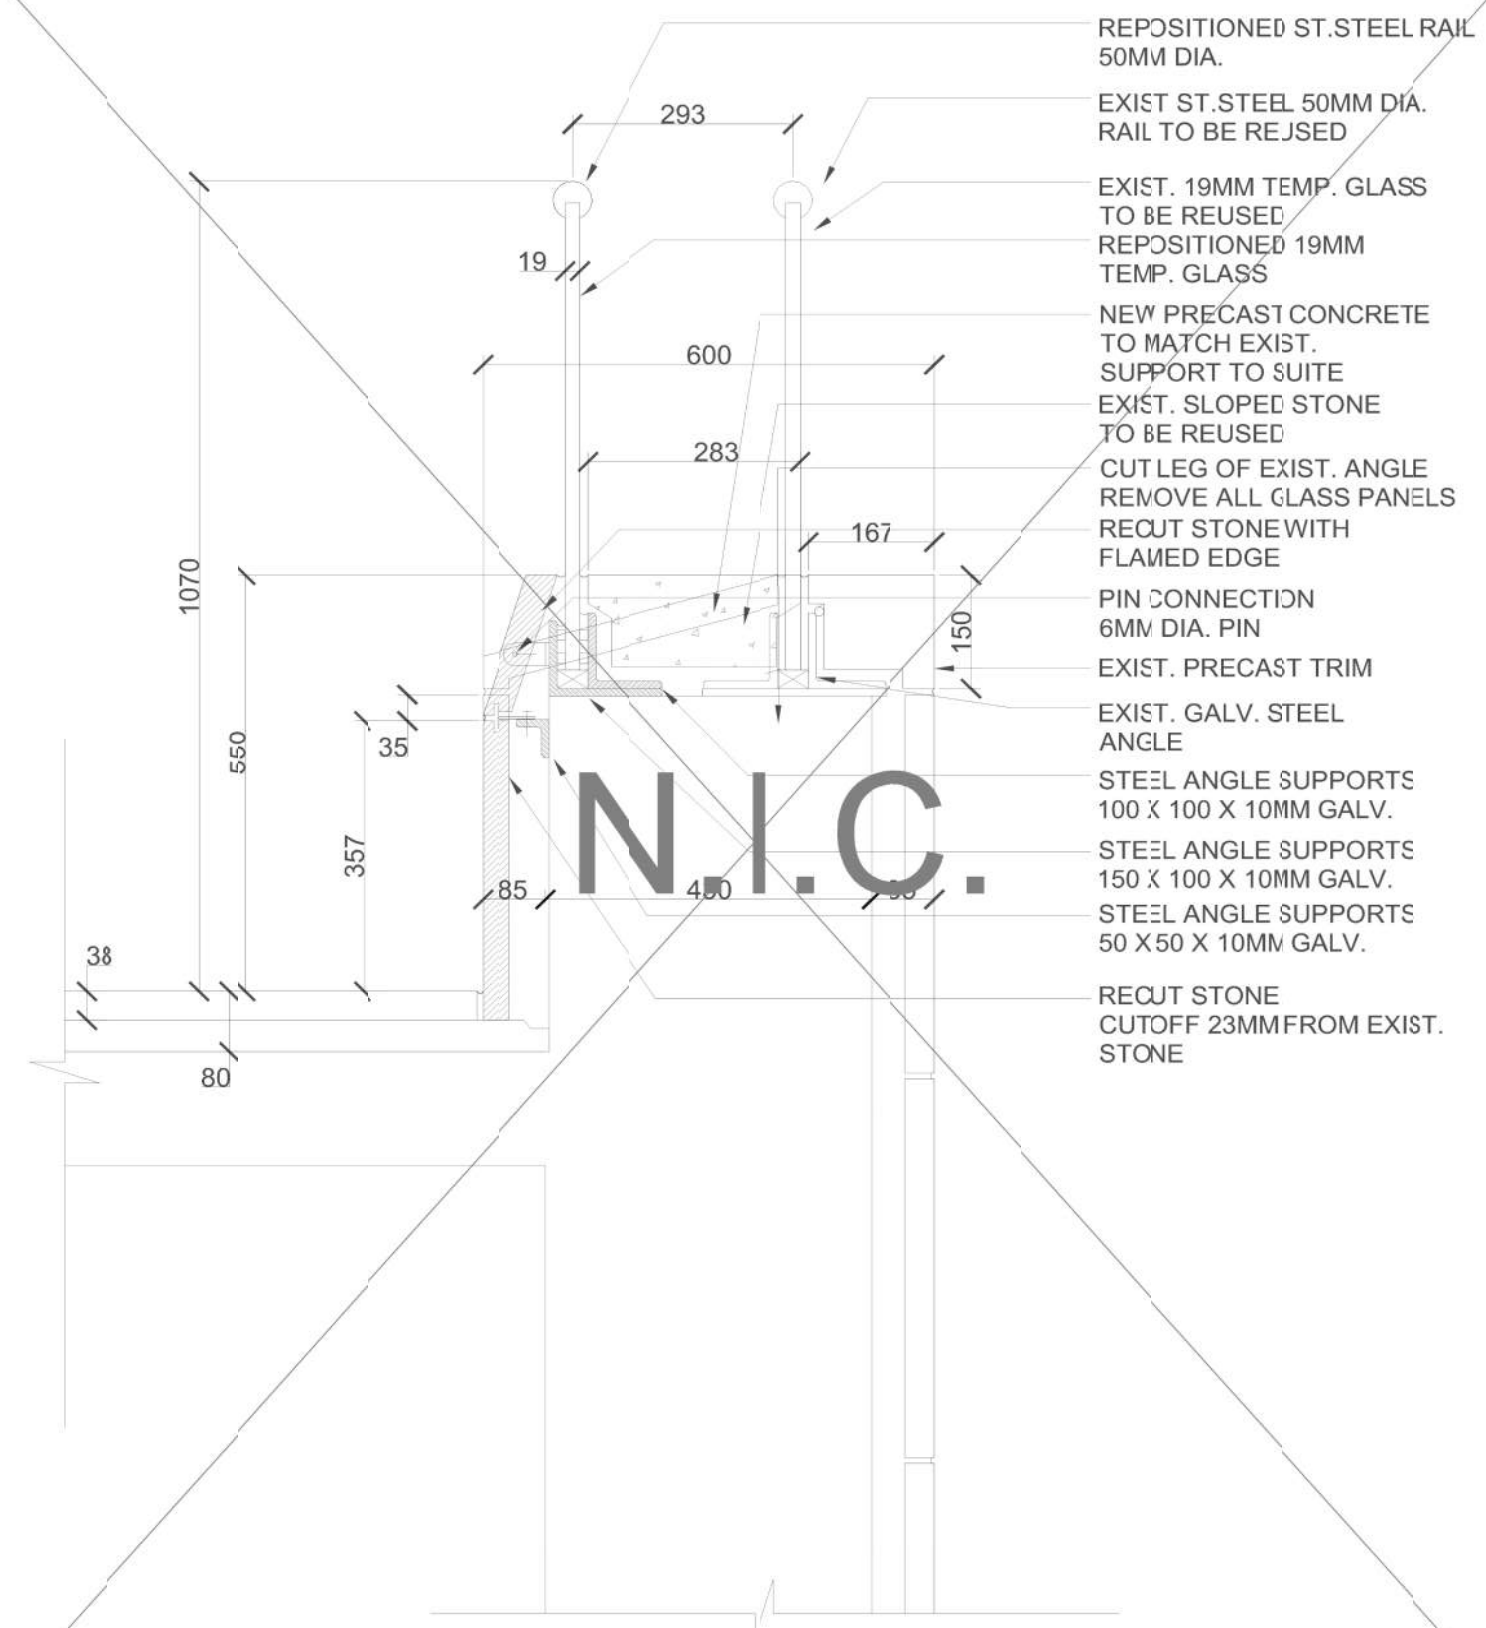 REPOSITIONED ST.STEEL RAIL
50MM DIA.
293
EXIST ST.STEEL 50MM DIA.
RAIL TO BE REUSED
EXIST. 19MM TEMP. GLASS
TO BE REUSED
REPOSITIONED 19MM
TEMP. GLASS
19
NEW PRECAST CONCRETE
TO MATCH EXIST.
SUPPORT TO SUITE
600
EXIST. SLOPED STONE
TO BE REUSED
283
CUT LEG OF EXIST. ANGLE
REMOVE ALL GLASS PANELS
167
RECUT STONE WITH
FLAMED EDGE
1070
PIN CONNECTION
6MM DIA. PIN
150
EXIST. PRECAST TRIM
EXIST. GALV. STEEL
ANGLE
35
550
STEEL ANGLE SUPPORTS
100 X 100 X 10MM GALV.
N.I.C.
357
STEEL ANGLE SUPPORTS
150 X 100 X 10MM GALV.
85
STEEL ANGLE SUPPORTS
50 X 50 X 10MM GALV.
38
RECUT STONE
CUTOFF 23MM FROM EXIST.
STONE
80